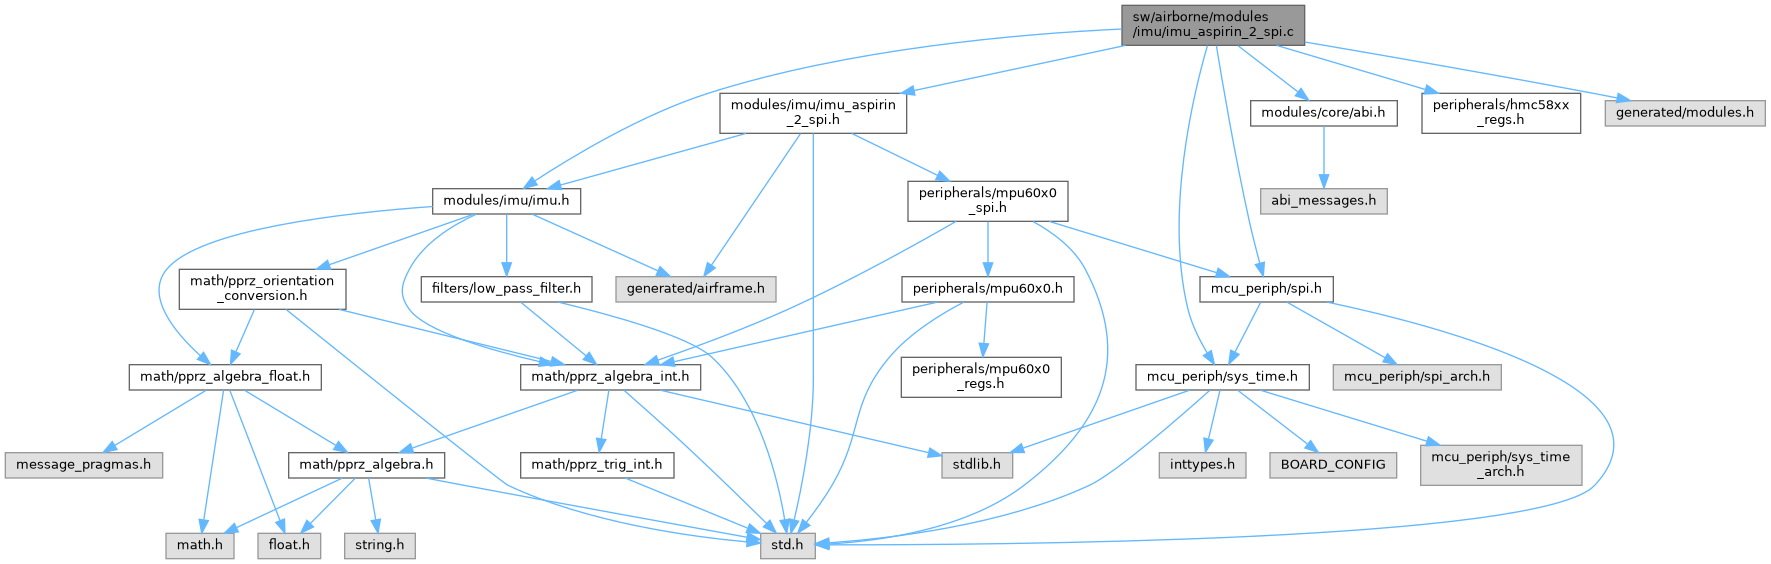 sw/airborne/modules
/imu/imu_aspirin_2_spi.c
modules/imu/imu_aspirin
_2_spi.h
modules/core/abi.h
peripherals/hmc58xx
_regs.h
generated/modules.h
modules/imu/imu.h
peripherals/mpu60x0
_spi.h
abi_messages.h
math/pprz_orientation
_conversion.h
filters/low_pass_filter.h
generated/airframe.h
peripherals/mpu60x0.h
mcu_periph/spi.h
math/pprz_algebra_float.h
math/pprz_algebra_int.h
peripherals/mpu60x0
_regs.h
mcu_periph/sys_time.h
mcu_periph/spi_arch.h
message_pragmas.h
math/pprz_algebra.h
math/pprz_trig_int.h
stdlib.h
inttypes.h
BOARD_CONFIG
mcu_periph/sys_time
_arch.h
math.h
float.h
string.h
std.h